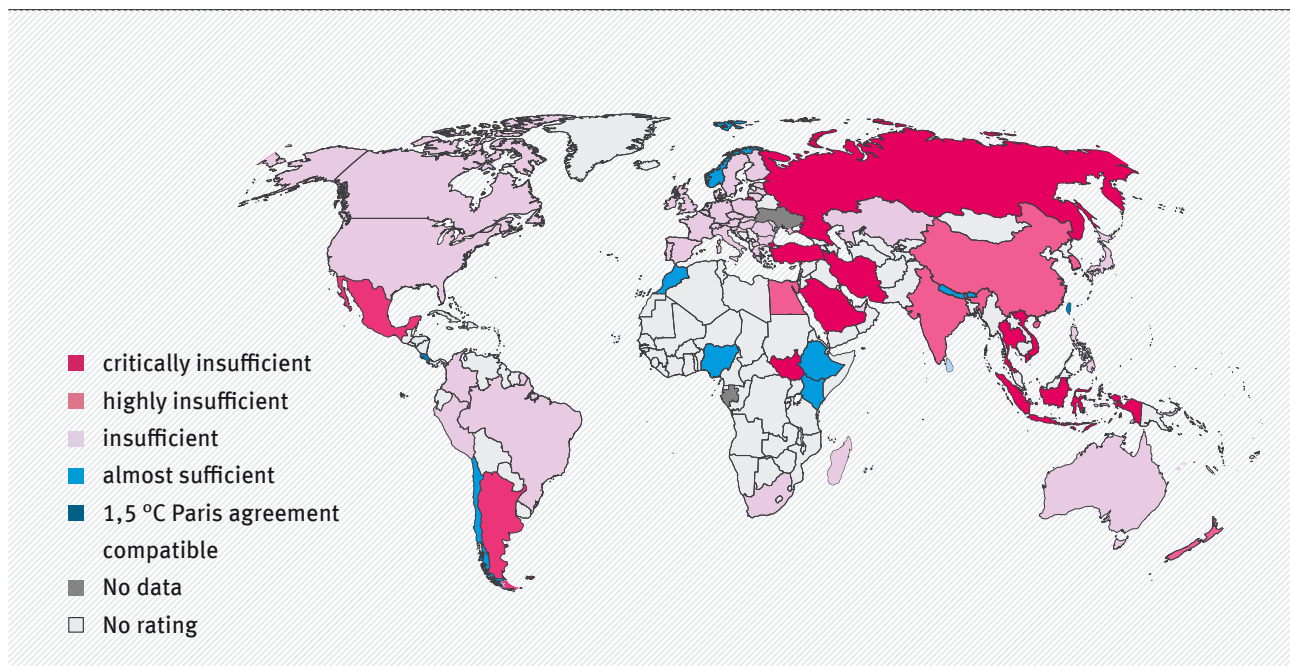 critically insufficient
highly insufficient
insufficient
almost sufficient
1,5 °C Paris agreement
compatible
No data
No rating